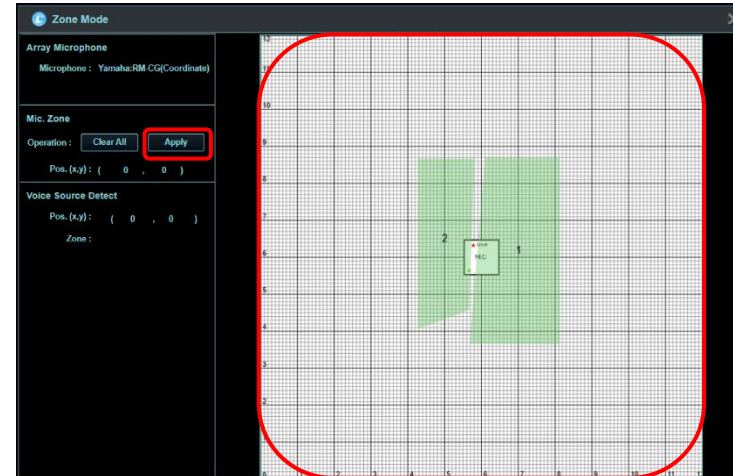 Zone Mode
Array Microphone
Microphone : Yamaha:RM-CG(Coordinate)
Mic. Zone
Operation : Clear All Apply
Pos. (x,y) : ( 0 , 0 )
Voice Source Detect
Pos. (x,y) : ( 0 , 0 )
Zone :
12
10
9
8
7
6
5
4
3
2
2
1
MIC
0 2 3 4 5 6 7 8 9 10 11